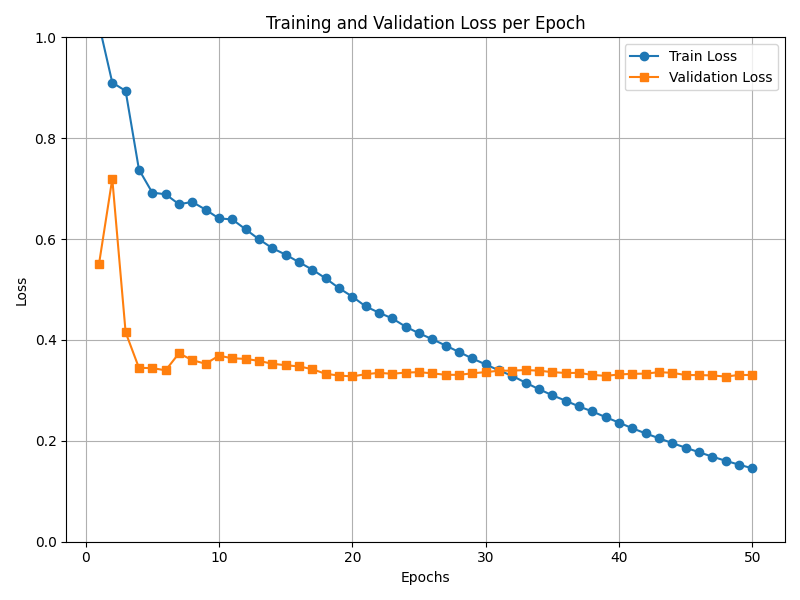 Training and Validation Loss per Epoch
1.0
Train Loss
Validation Loss
0.8
0.6
Loss
0.4
0.2
0.0
0 10 20 30 40 50
Epochs